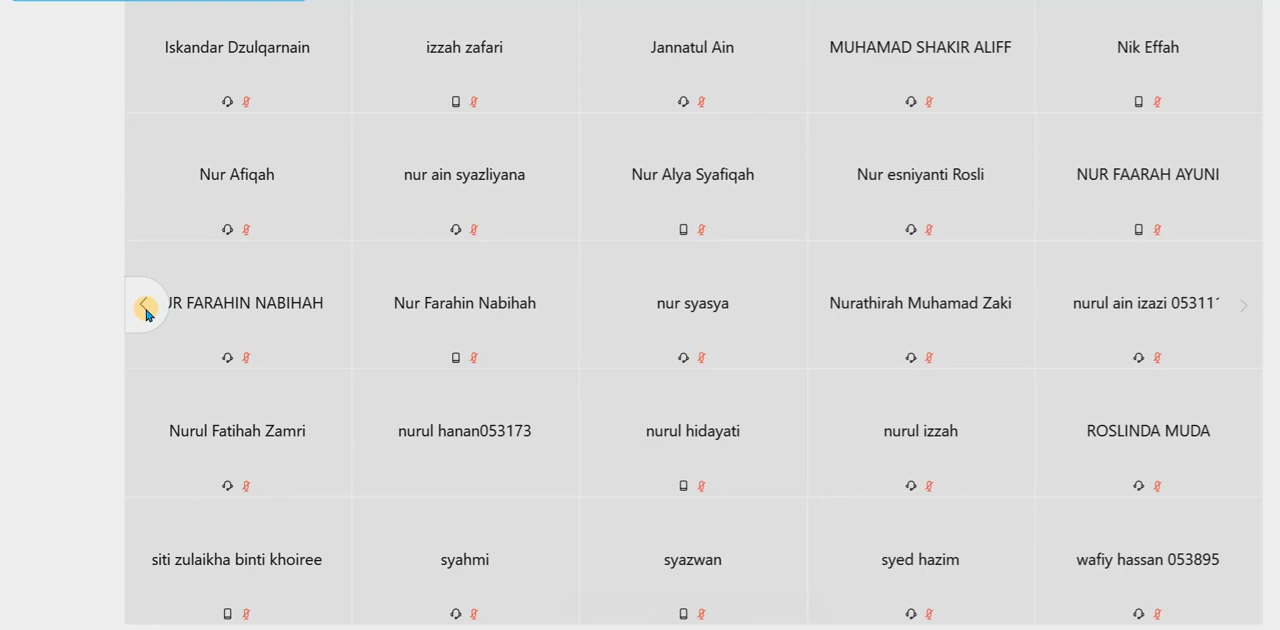 Iskandar Dzulqarnain
izzah zafari
Jannatul Ain
MUHAMAD SHAKIR ALIFF
Nik Effah
Nur Afiqah
nur ain syazliyana
Nur Alya Syafiqah
Nur esniyanti Rosli
NUR FAARAH AYUNI
UR FARAHIN NABIHAH
Nur Farahin Nabihah
nur syasya
Nurathirah Muhamad Zaki
nurul ain izazi 05311
Nurul Fatihah Zamri
nurul hanan053173
nurul hidayati
nurul izzah
ROSLINDA MUDA
siti zulaikha binti khoiree
syahmi
syazwan
syed hazim
wafiy hassan 053895